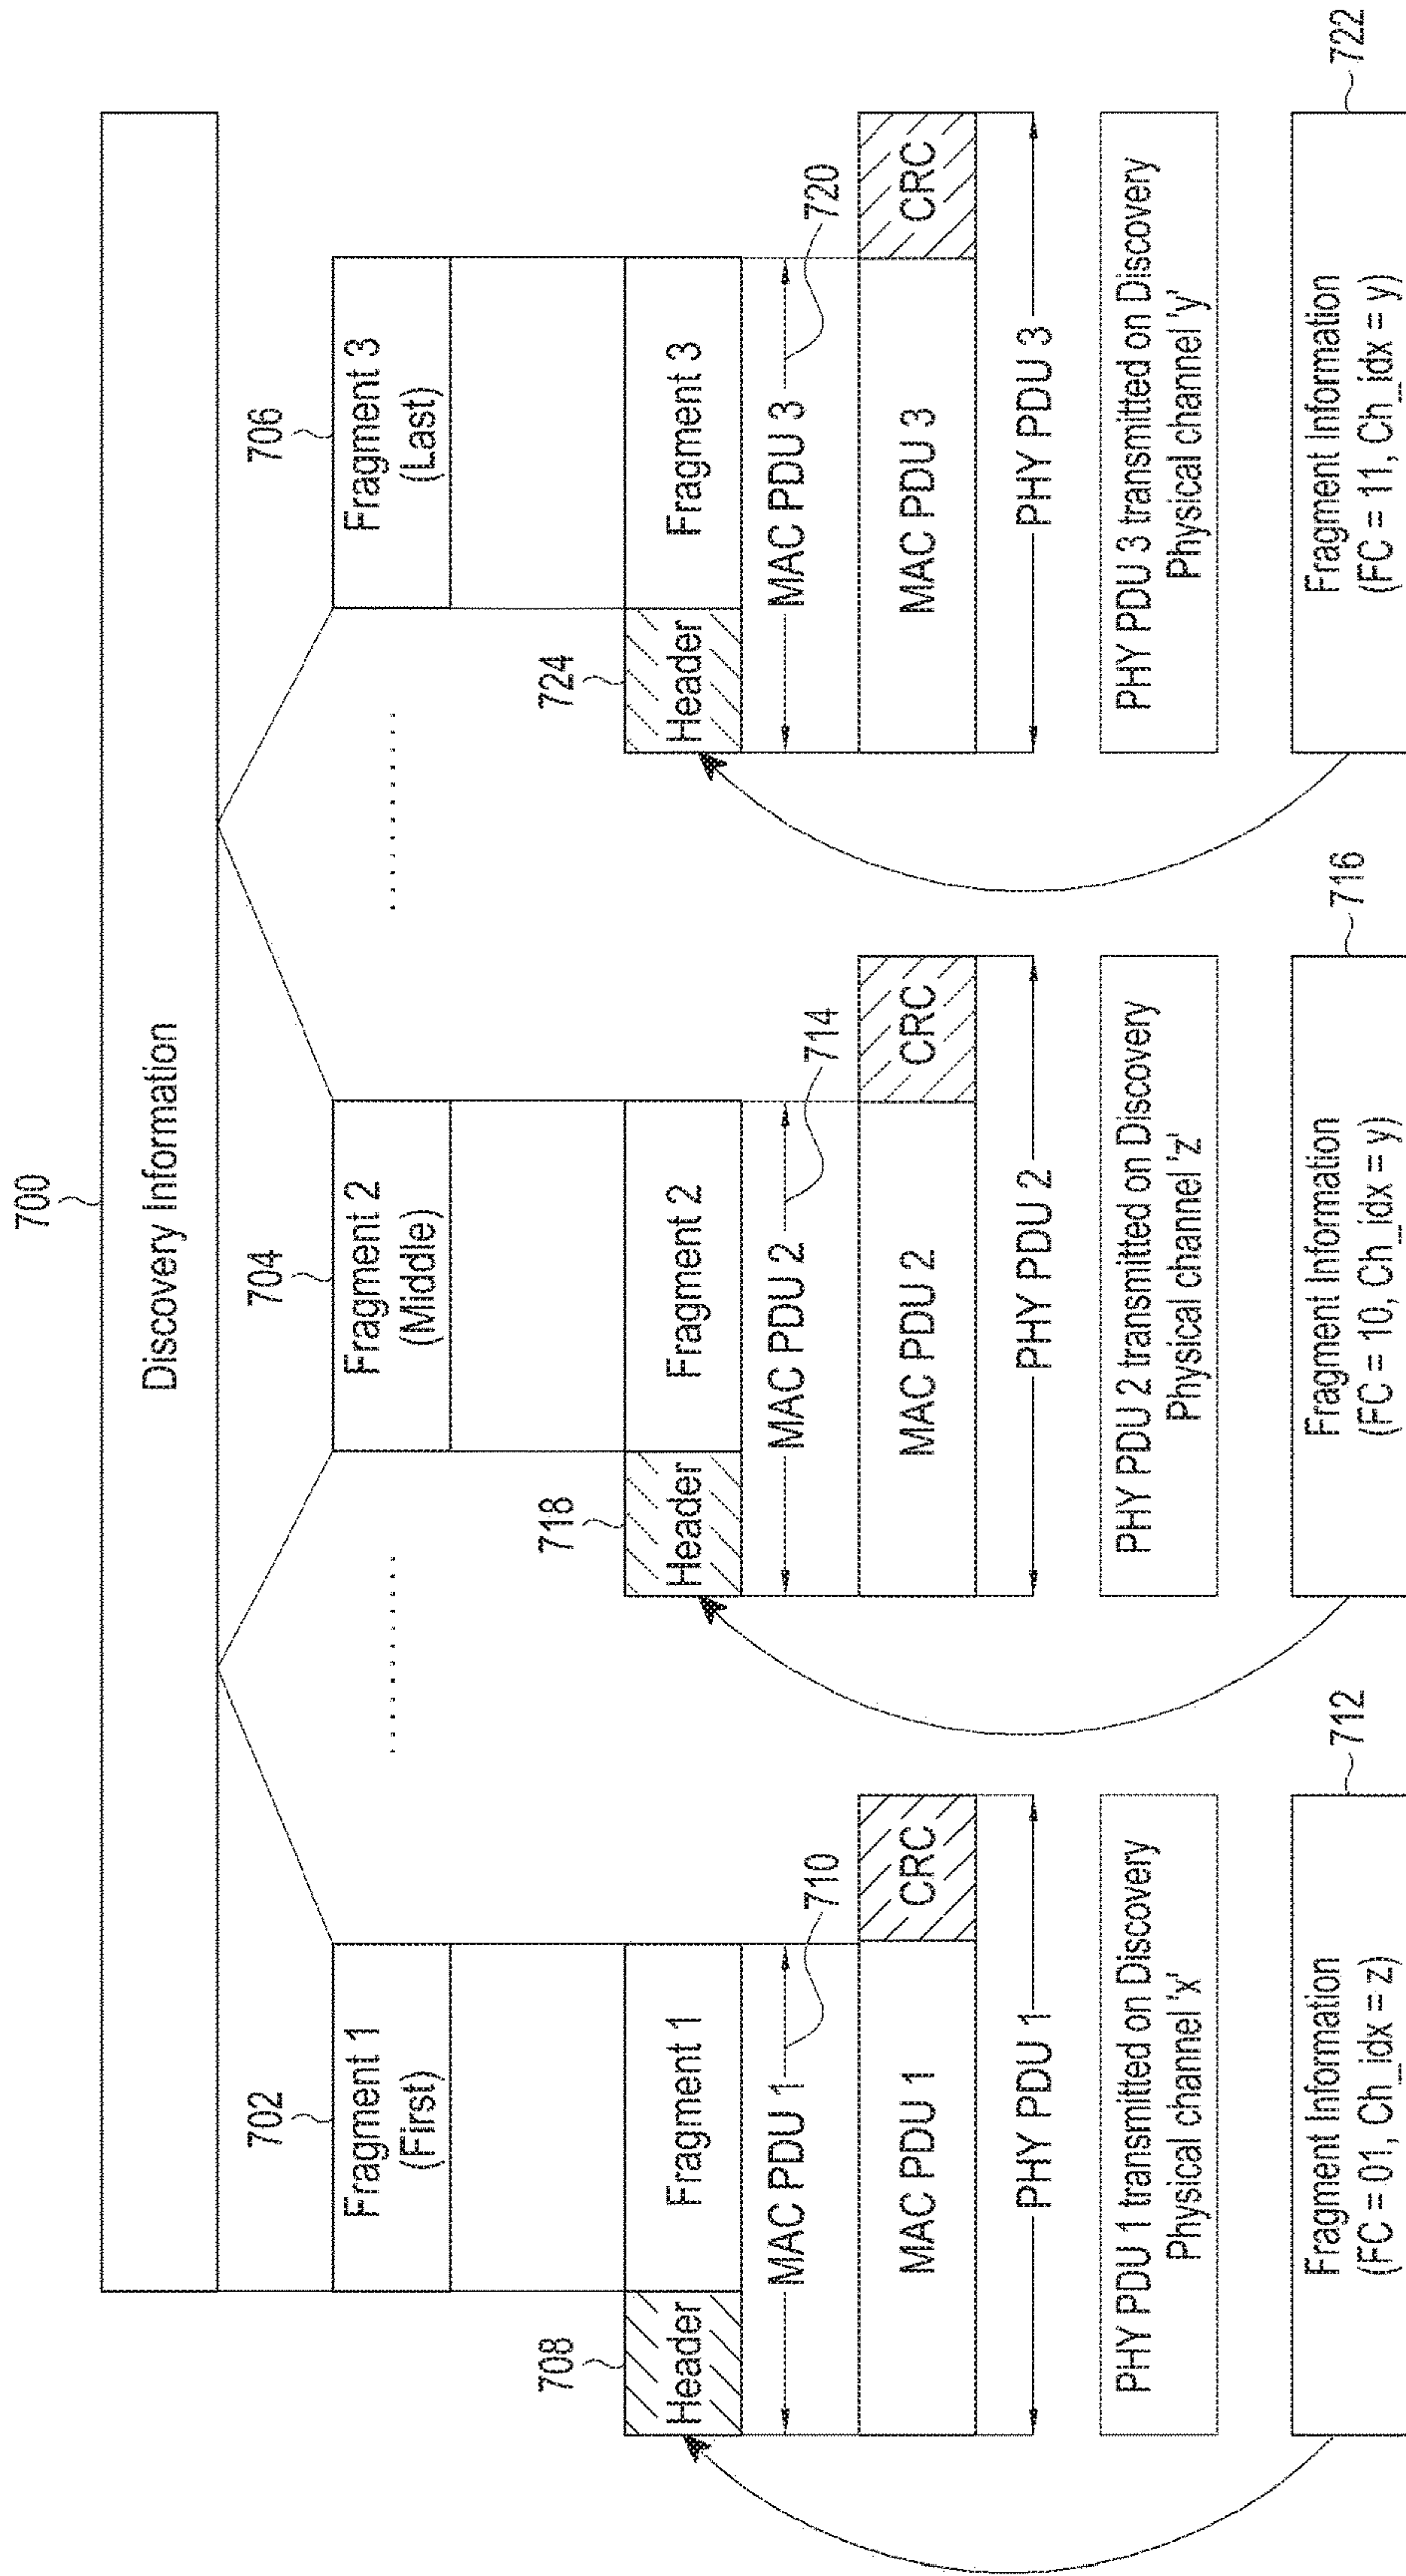 700
Discovery Information
702
704
706
Fragment 1
(First)
Fragment 2
(Middle)
Fragment 3
(Last)
..........
..........
708
Header
Fragment 1
718
Header
Fragment 2
724
Header
Fragment 3
MAC PDU 1
710
MAC PDU 2
714
MAC PDU 3
720
MAC PDU 1
CRC
MAC PDU 2
CRC
MAC PDU 3
CRC
PHY PDU 1
PHY PDU 2
PHY PDU 3
PHY PDU 1 transmitted on Discovery
Physical channel 'x'
PHY PDU 2 transmitted on Discovery
Physical channel 'z'
PHY PDU 3 transmitted on Discovery
Physical channel 'y'
712
716
722
Fragment Information
(FC = 01, Ch_idx = z)
Fragment Information
(FC = 10, Ch_idx = y)
Fragment Information
(FC = 11, Ch_idx = y)